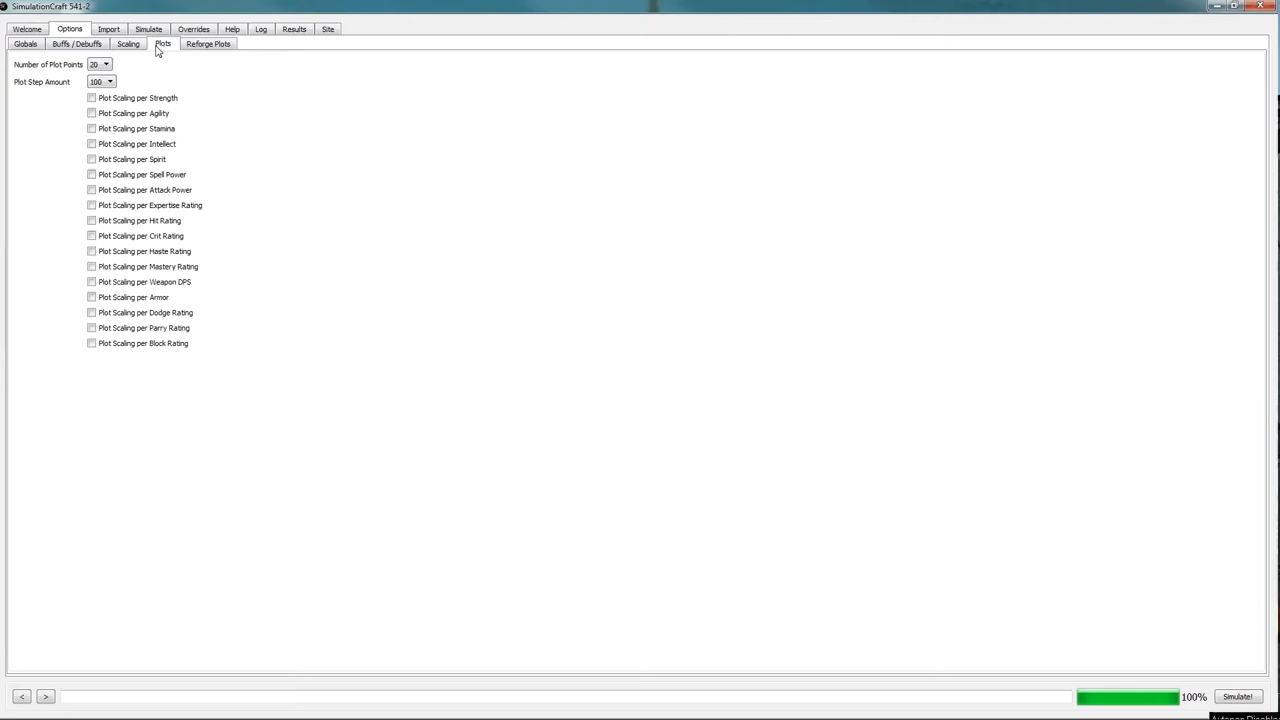 SimulationCraft 541-2
Welcome Options Import Simulate Overrides Help Log Results Site
Globals Buffs / Debuffs Scaling Plots Reforge Plots
Number of Plot Points 20
Plot Step Amount 100
Plot Scaling per Strength
Plot Scaling per Agility
Plot Scaling per Stamina
Plot Scaling per Intellect
Plot Scaling per Spirit
Plot Scaling per Spell Power
Plot Scaling per Attack Power
Plot Scaling per Expertise Rating
Plot Scaling per Hit Rating
Plot Scaling per Crit Rating
Plot Scaling per Haste Rating
Plot Scaling per Mastery Rating
Plot Scaling per Weapon DPS
Plot Scaling per Armor
Plot Scaling per Dodge Rating
Plot Scaling per Parry Rating
Plot Scaling per Block Rating
< > 100% Simulate!